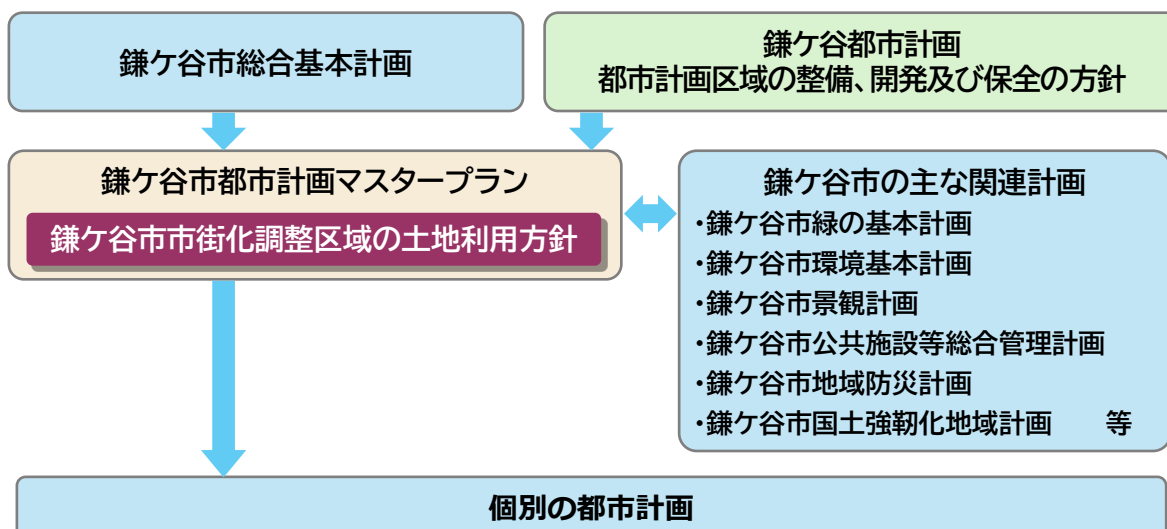 鎌ケ谷市総合基本計画
鎌ケ谷都市計画
都市計画区域の整備、開発及び保全の方針
鎌ケ谷市都市計画マスタープラン
鎌ケ谷市市街化調整区域の土地利用方針
鎌ケ谷市の主な関連計画
・鎌ケ谷市緑の基本計画
・鎌ケ谷市環境基本計画
・鎌ケ谷市景観計画
・鎌ケ谷市公共施設等総合管理計画
・鎌ケ谷市地域防災計画
・鎌ケ谷市国土強靭化地域計画　　等
個別の都市計画